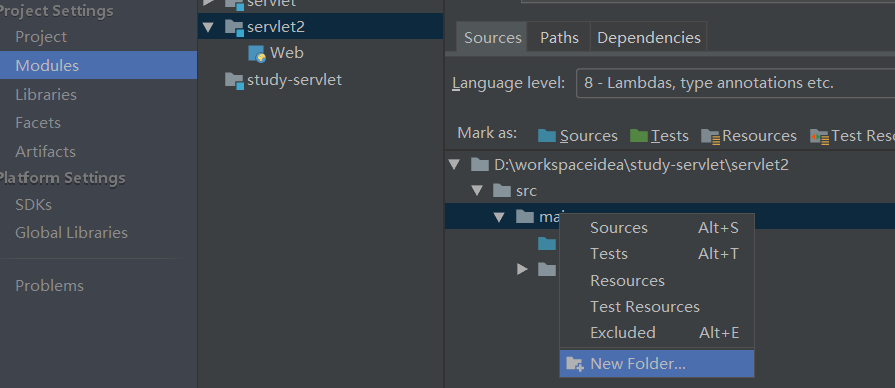 Project Settings
Project
Modules
Libraries
Facets
Artifacts
Platform Settings
SDKs
Global Libraries
Problems
servlet
servlet2
Web
study-servlet
Sources Paths Dependencies
Language level: 8 - Lambdas, type annotations etc.
Mark as: Sources Tests Resources Test Reso
D:\workspaceidea\study-servlet\servlet2
src
mai
Sources Alt+S
Tests Alt+T
Resources
Test Resources
Excluded Alt+E
New Folder...